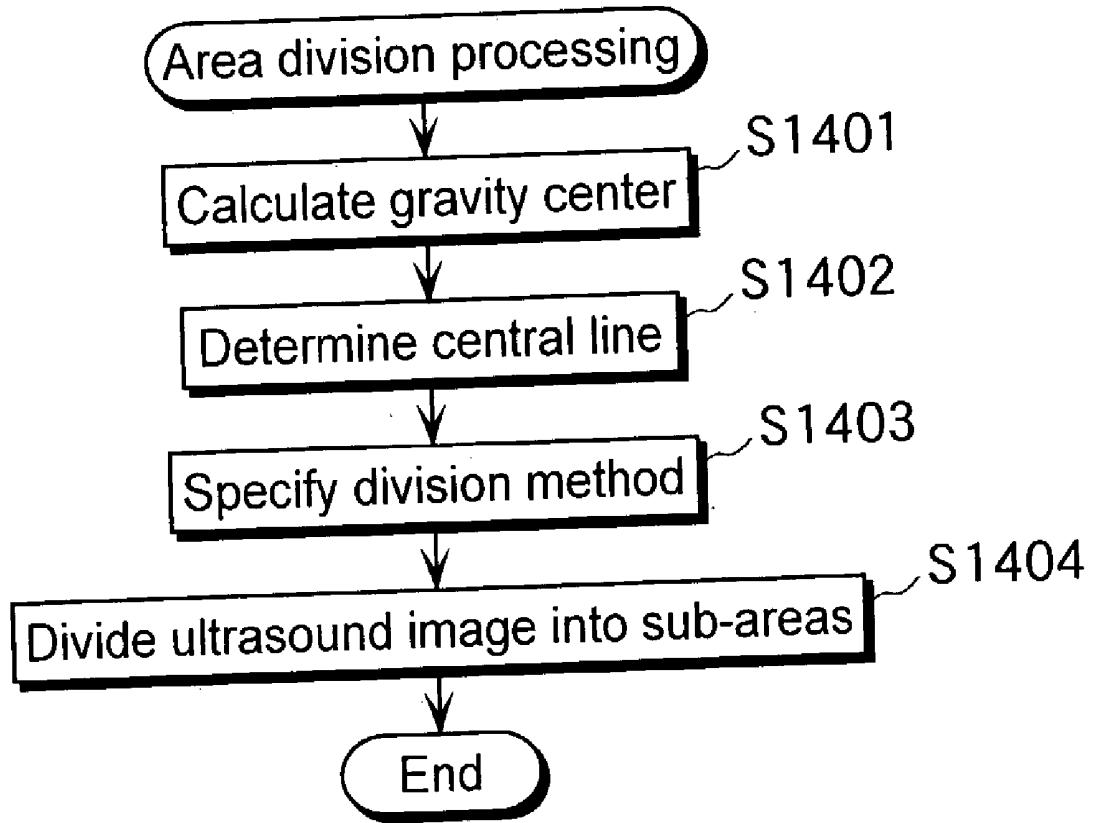 Area division processing
S1401
Calculate gravity center
S1402
Determine central line
S1403
Specify division method
S1404
Divide ultrasound image into sub-areas
End